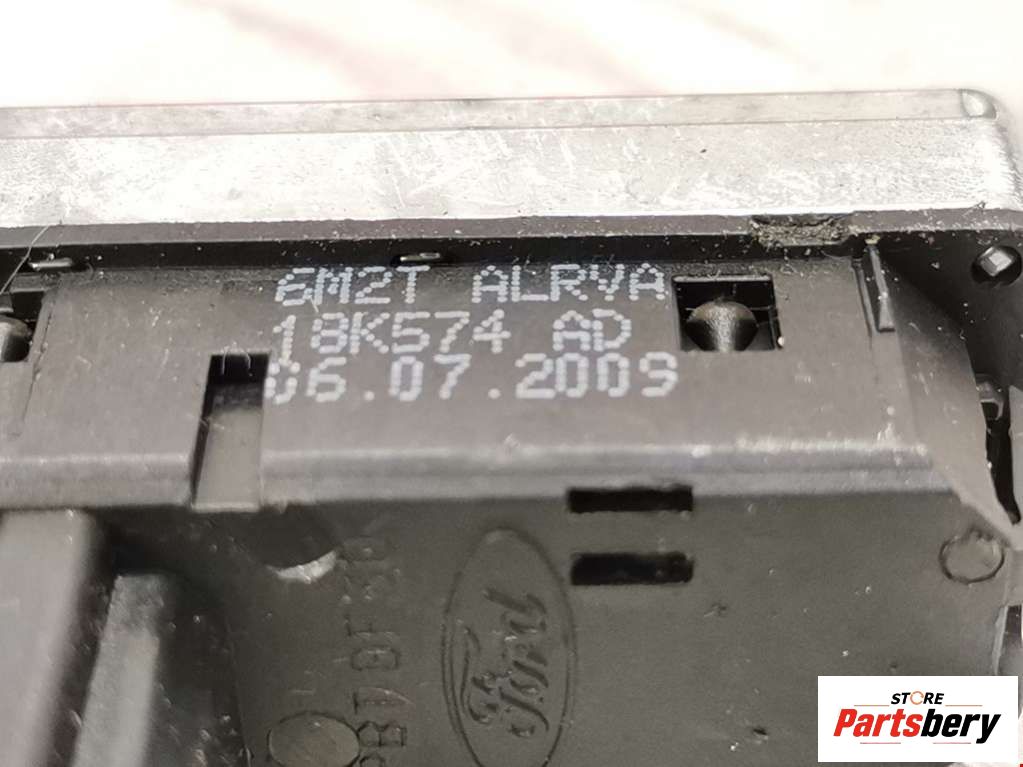 6M2T ALRVA
18K574 AD
06.07.2009
Ford
STORE
Partsbery